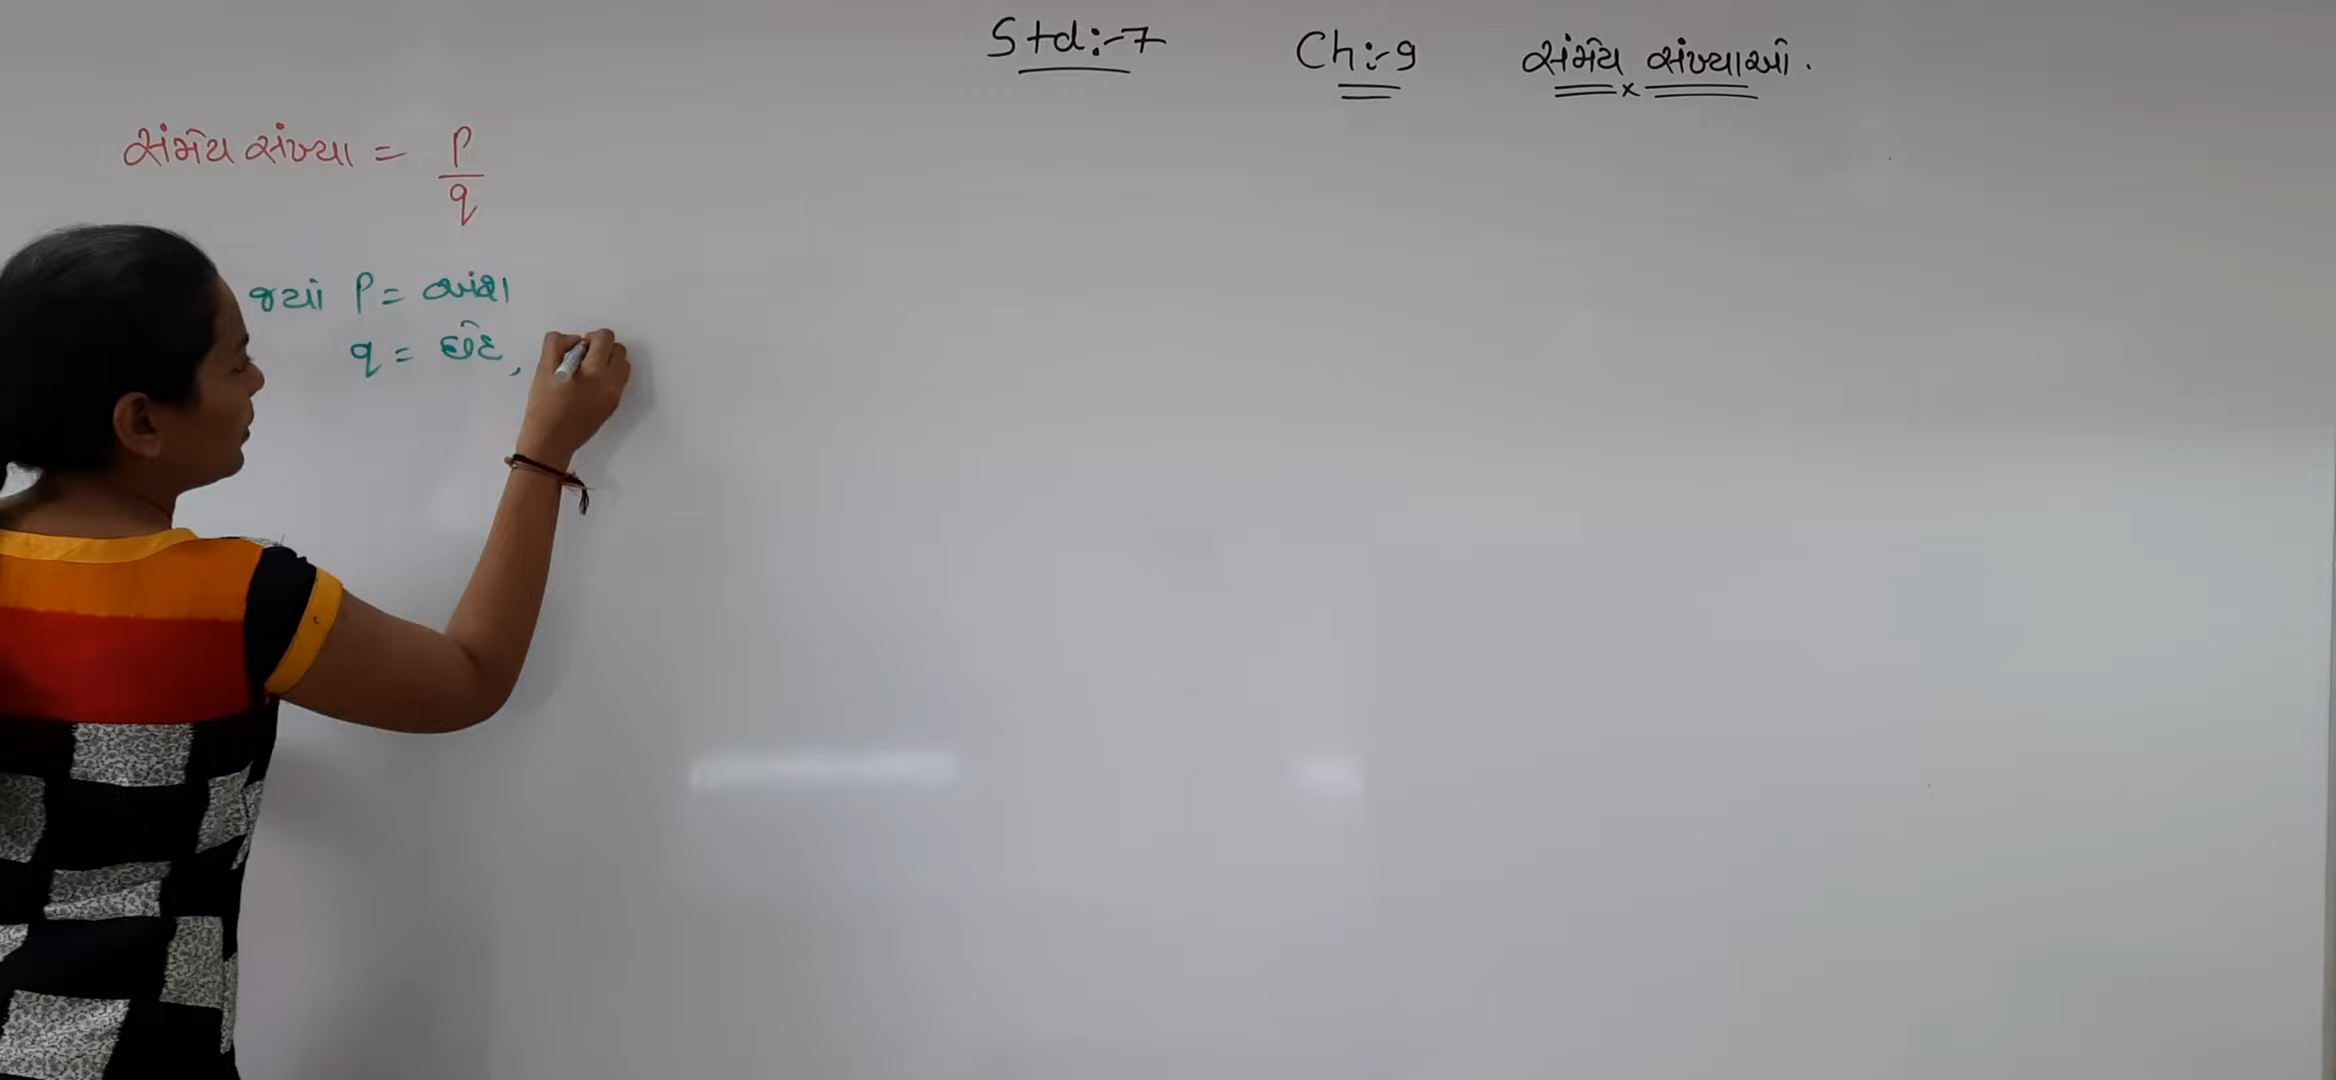 Std:-7 Ch:-9 સંમેય સંખ્યાઓ.
સંમેય સંખ્યા = P/q
જ્યાં P = અંશ
q = છેદ,